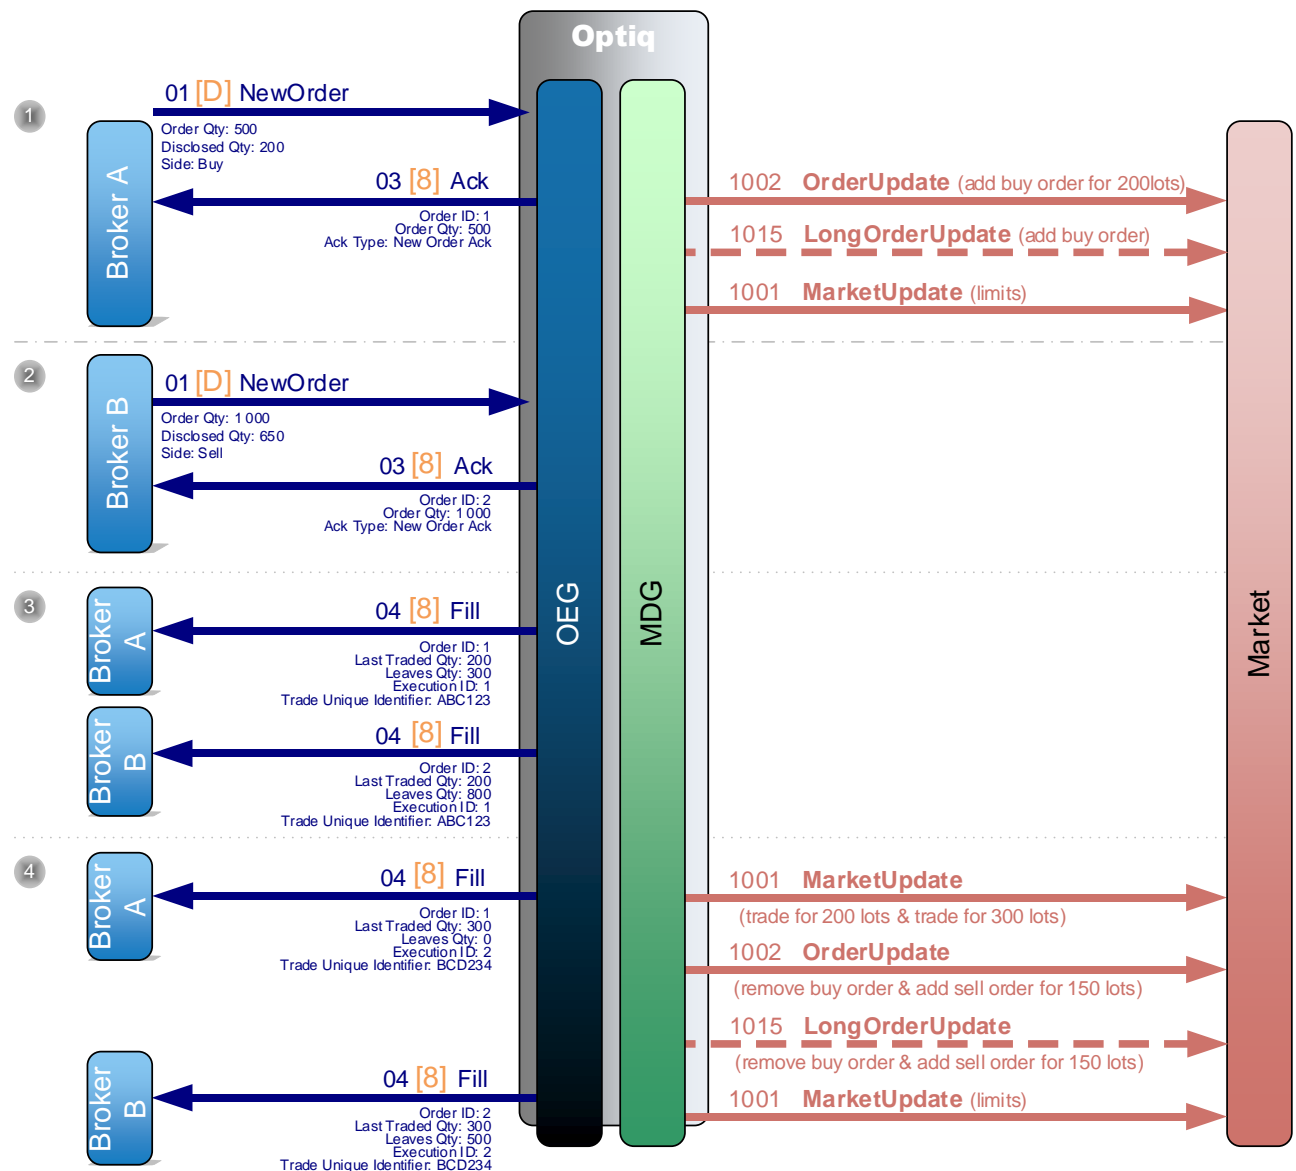 Optiq
1
Broker A
01 [D] NewOrder
Order Qty: 500
Disclosed Qty: 200
Side: Buy
03 [8] Ack
Order ID: 1
Order Qty: 500
Ack Type: New Order Ack
1002 OrderUpdate (add buy order for 200lots)
1015 LongOrderUpdate (add buy order)
1001 MarketUpdate (limits)
2
Broker B
01 [D] NewOrder
Order Qty: 1 000
Disclosed Qty: 650
Side: Sell
03 [8] Ack
Order ID: 2
Order Qty: 1 000
Ack Type: New Order Ack
OEG
MDG
Market
3
Broker
A
04 [8] Fill
Order ID: 1
Last Traded Qty: 200
Leaves Qty: 300
Execution ID: 1
Trade Unique Identifier: ABC123
Broker
B
04 [8] Fill
Order ID: 2
Last Traded Qty: 200
Leaves Qty: 800
Execution ID: 1
Trade Unique Identifier: ABC123
4
Broker
A
04 [8] Fill
Order ID: 1
Last Traded Qty: 300
Leaves Qty: 0
Execution ID: 2
Trade Unique Identifier: BCD234
1001 MarketUpdate
(trade for 200 lots & trade for 300 lots)
1002 OrderUpdate
(remove buy order & add sell order for 150 lots)
1015 LongOrderUpdate
(remove buy order & add sell order for 150 lots)
1001 MarketUpdate (limits)
Broker
B
04 [8] Fill
Order ID: 2
Last Traded Qty: 300
Leaves Qty: 500
Execution ID: 2
Trade Unique Identifier: BCD234